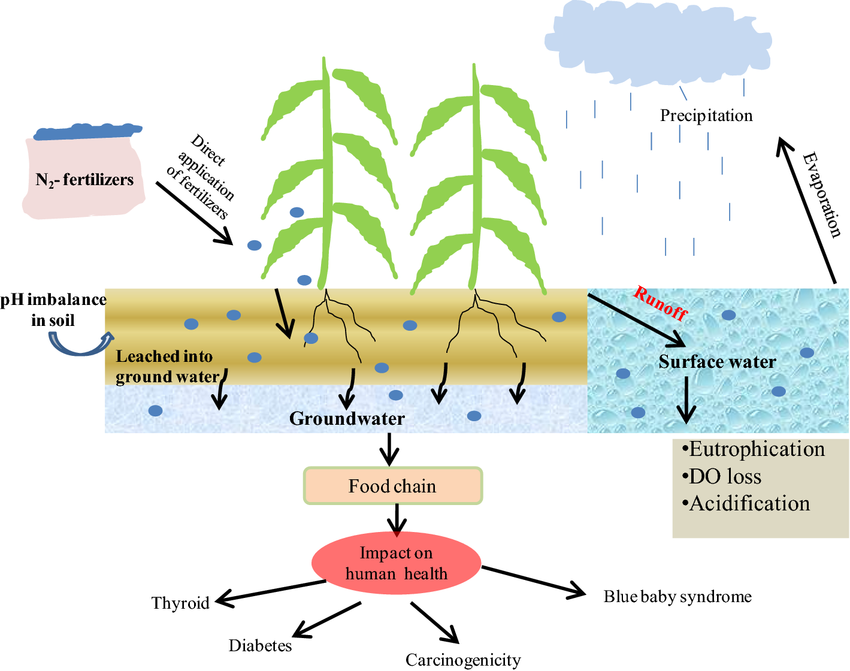 Precipitation
N2- fertilizers
Direct
application
of fertilizers
Evaporation
pH imbalance
in soil
Runoff
Leached into
ground water
Surface water
Groundwater
•Eutrophication
•DO loss
•Acidification
Food chain
Impact on
human health
Thyroid
Blue baby syndrome
Diabetes
Carcinogenicity